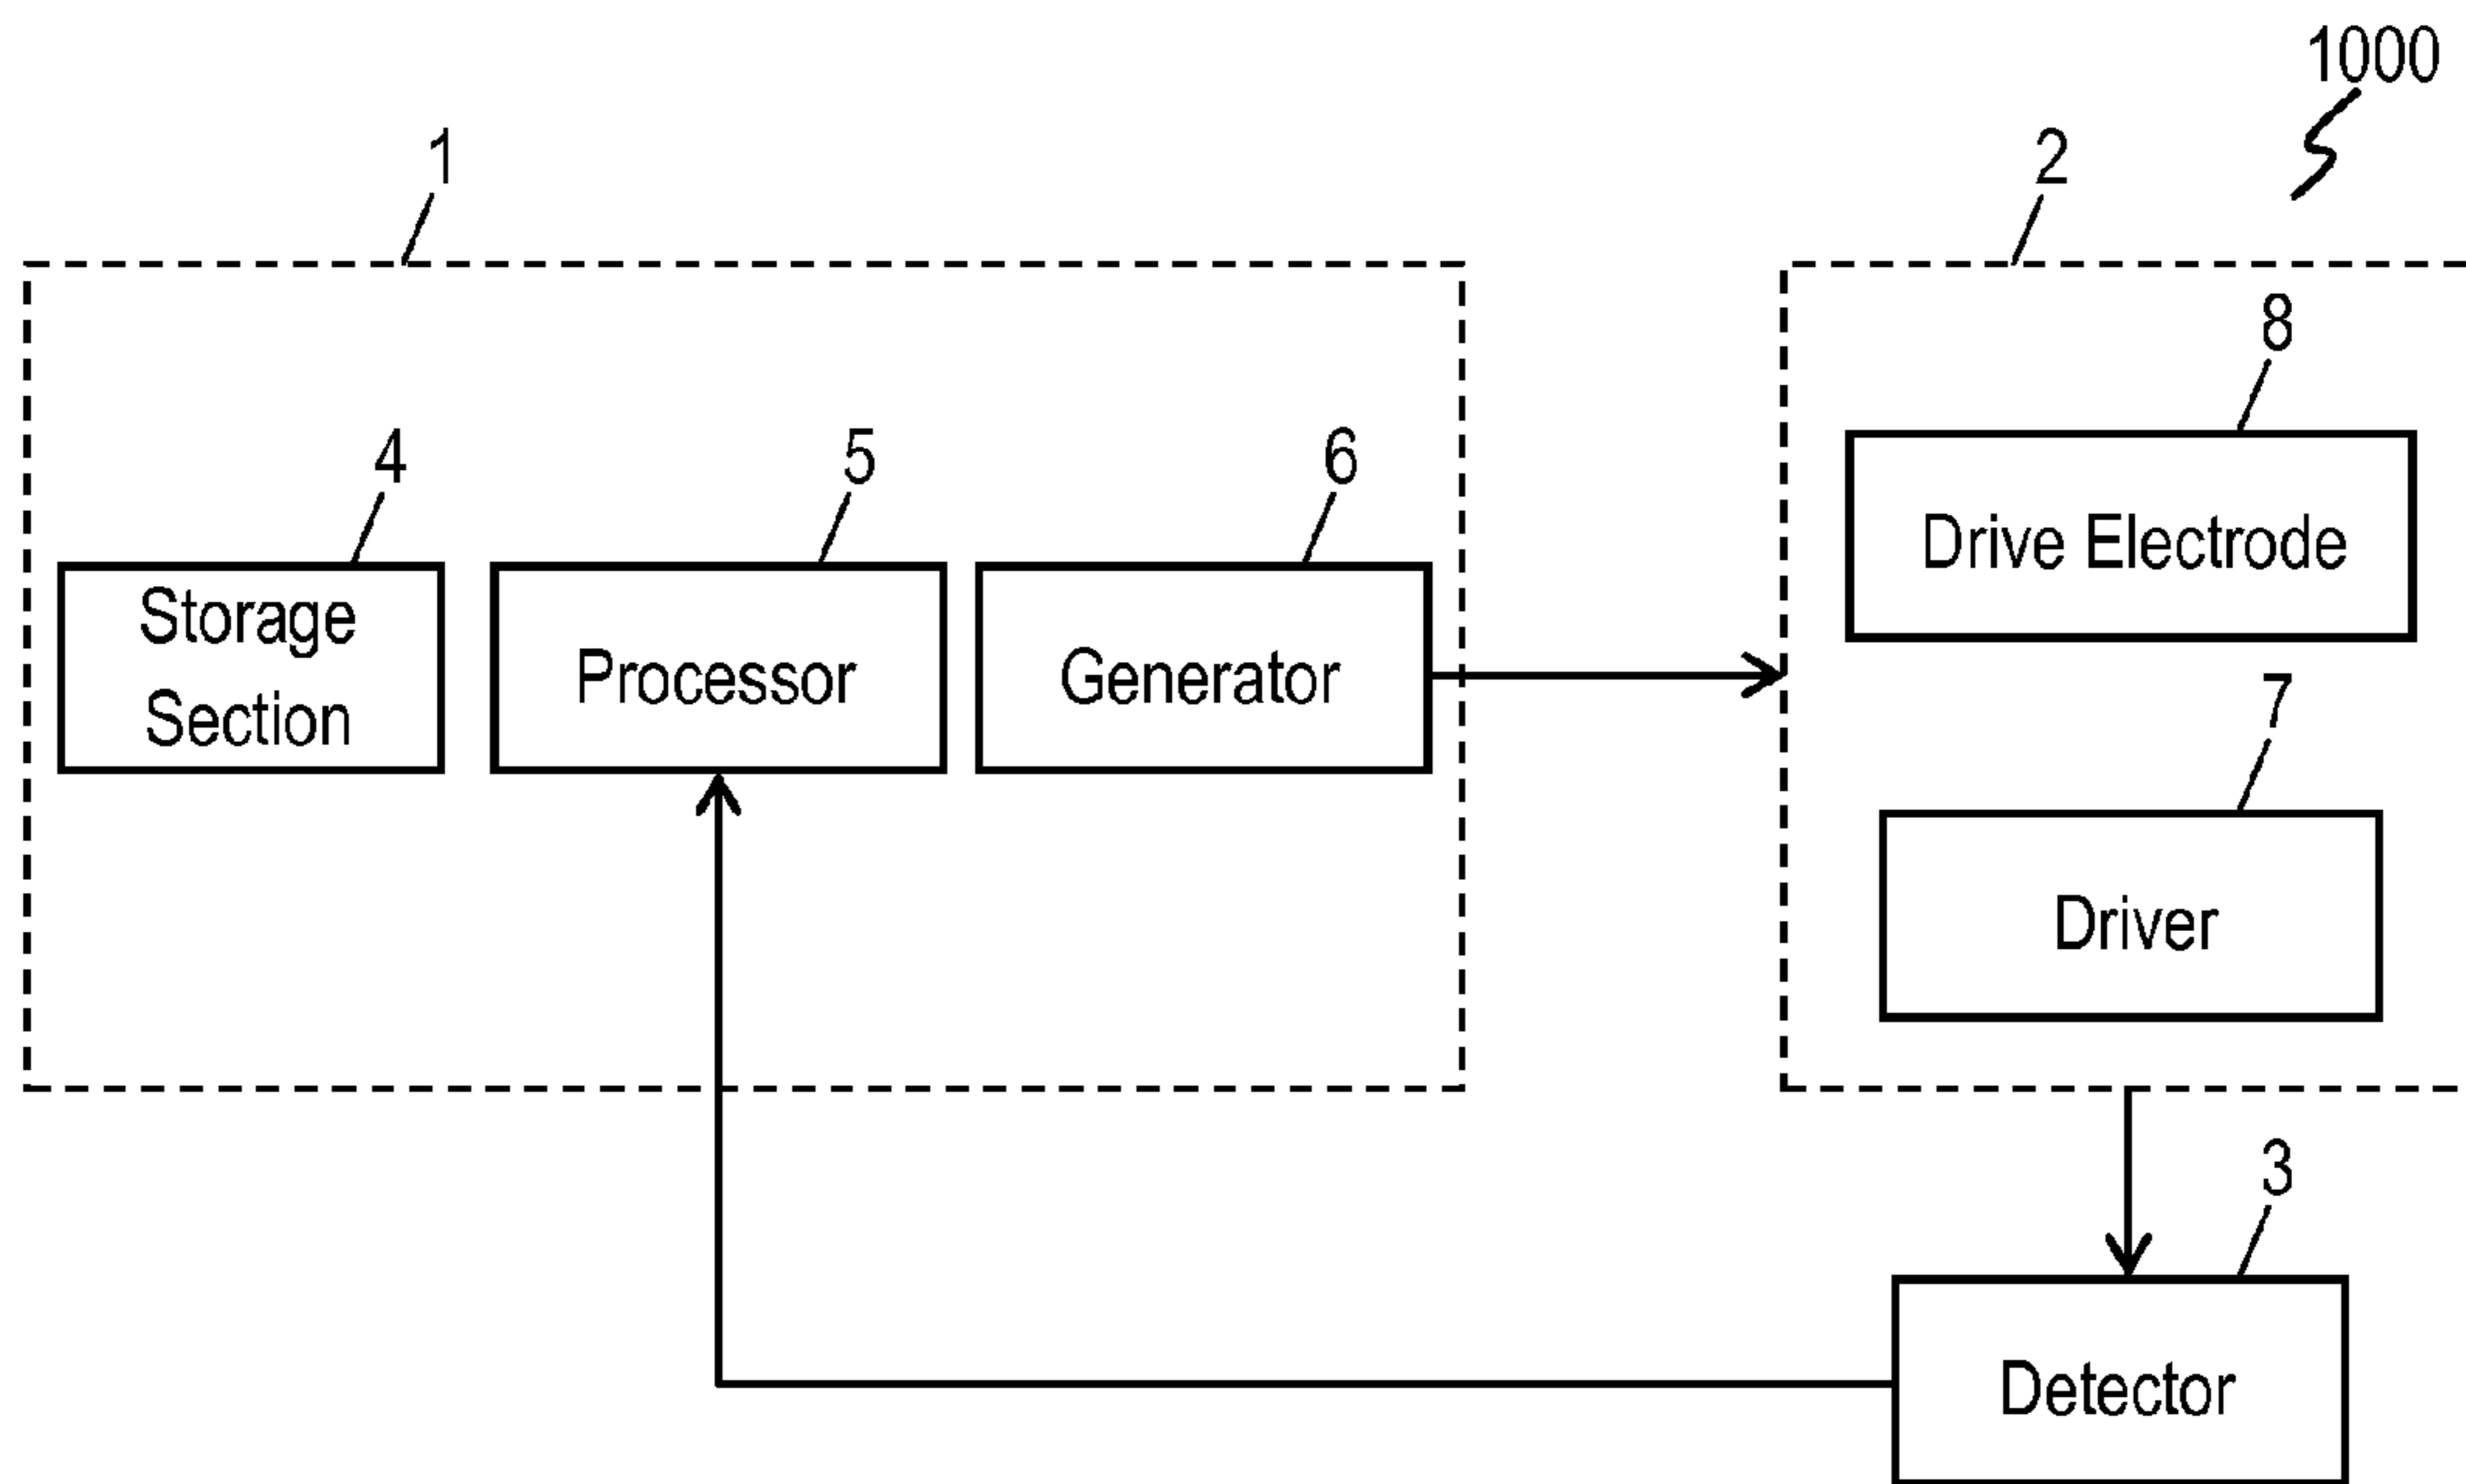 1000
1
2
8
4
5
6
Drive Electrode
Storage
Section
Processor
Generator
7
Driver
3
Detector